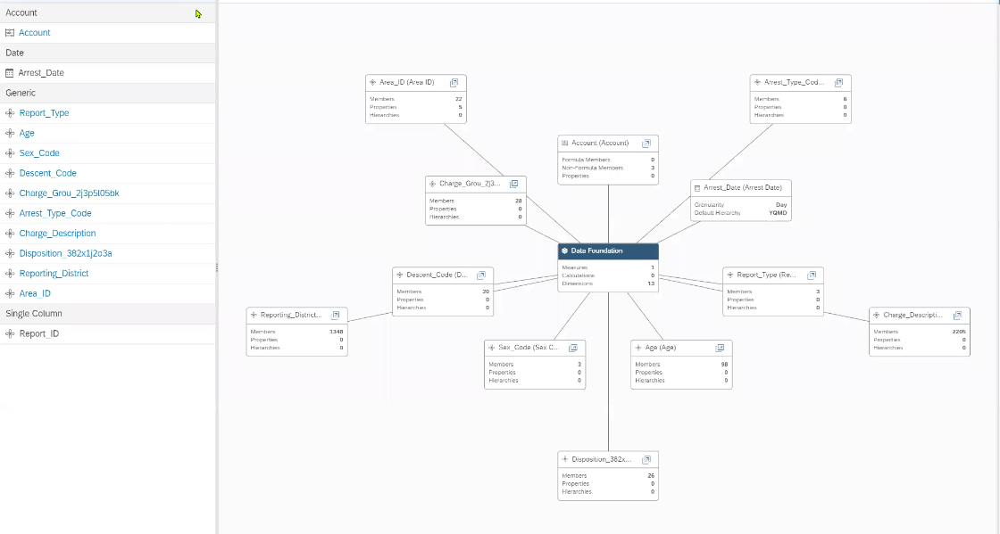 Account
Account
Date
Arrest_Date
Generic
Report_Type
Age
Sex_Code
Descent_Code
Charge_Grou_2j3p5l05bk
Arrest_Type_Code
Charge_Description
Disposition_382x1j2o3a
Reporting_District
Area_ID
Single Column
Report_ID
Area_ID (Area ID)
Members 22
Properties 5
Hierarchies 0
Arrest_Type_Cod...
Members 6
Properties 0
Hierarchies 0
Account (Account)
Formula Members 0
Non-Formula Members 3
Properties 0
Charge_Grou_2j3...
Members 28
Properties 0
Hierarchies 0
Arrest_Date (Arrest Date)
Granularity Day
Default Hierarchy YQMD
Data Foundation
Measures 1
Calculations 0
Dimensions 13
Descent_Code (D...
Members 20
Properties 0
Hierarchies 0
Report_Type (Re...
Members 3
Properties 0
Hierarchies 0
Reporting_District...
Members 1348
Properties 0
Hierarchies 0
Charge_Descripti...
Members 2205
Properties 0
Hierarchies 0
Sex_Code (Sex C...
Members 3
Properties 0
Hierarchies 0
Age (Age)
Members 98
Properties 0
Hierarchies 0
Disposition_382x...
Members 26
Properties 0
Hierarchies 0